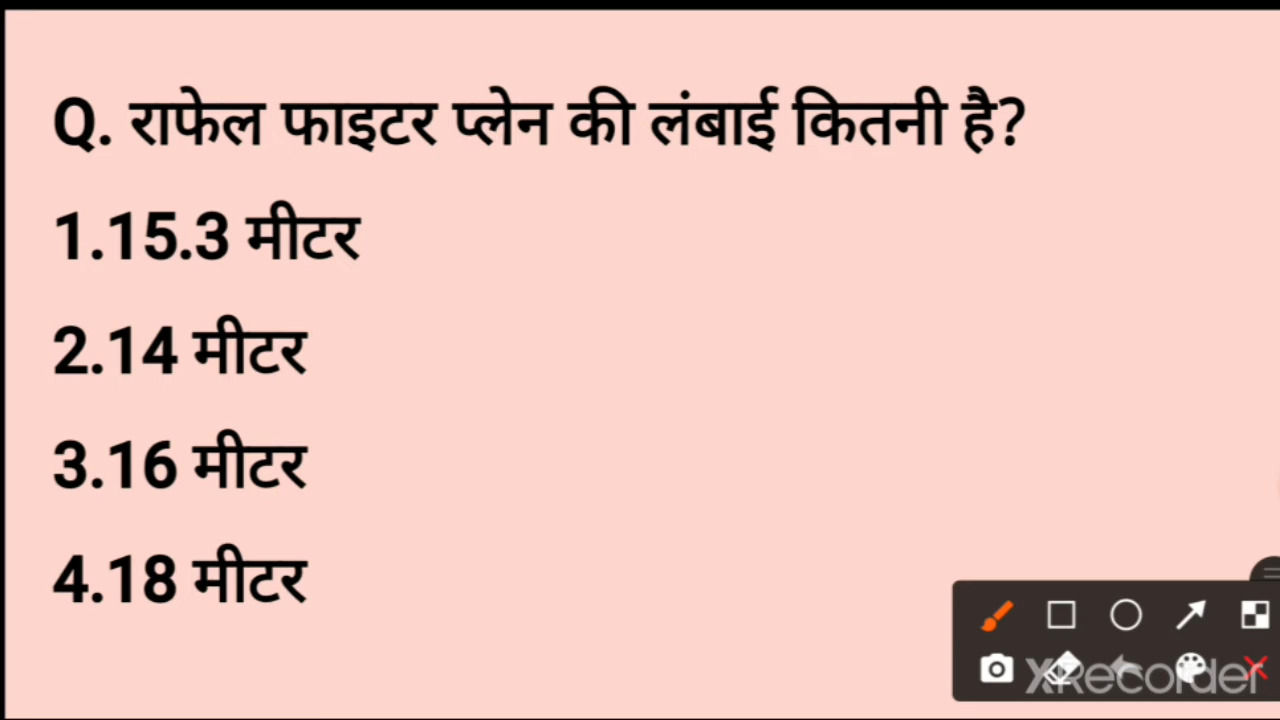 Q. राफेल फाइटर प्लेन की लंबाई कितनी है?
1.15.3 मीटर
2.14 मीटर
3.16 मीटर
4.18 मीटर
XRecorder